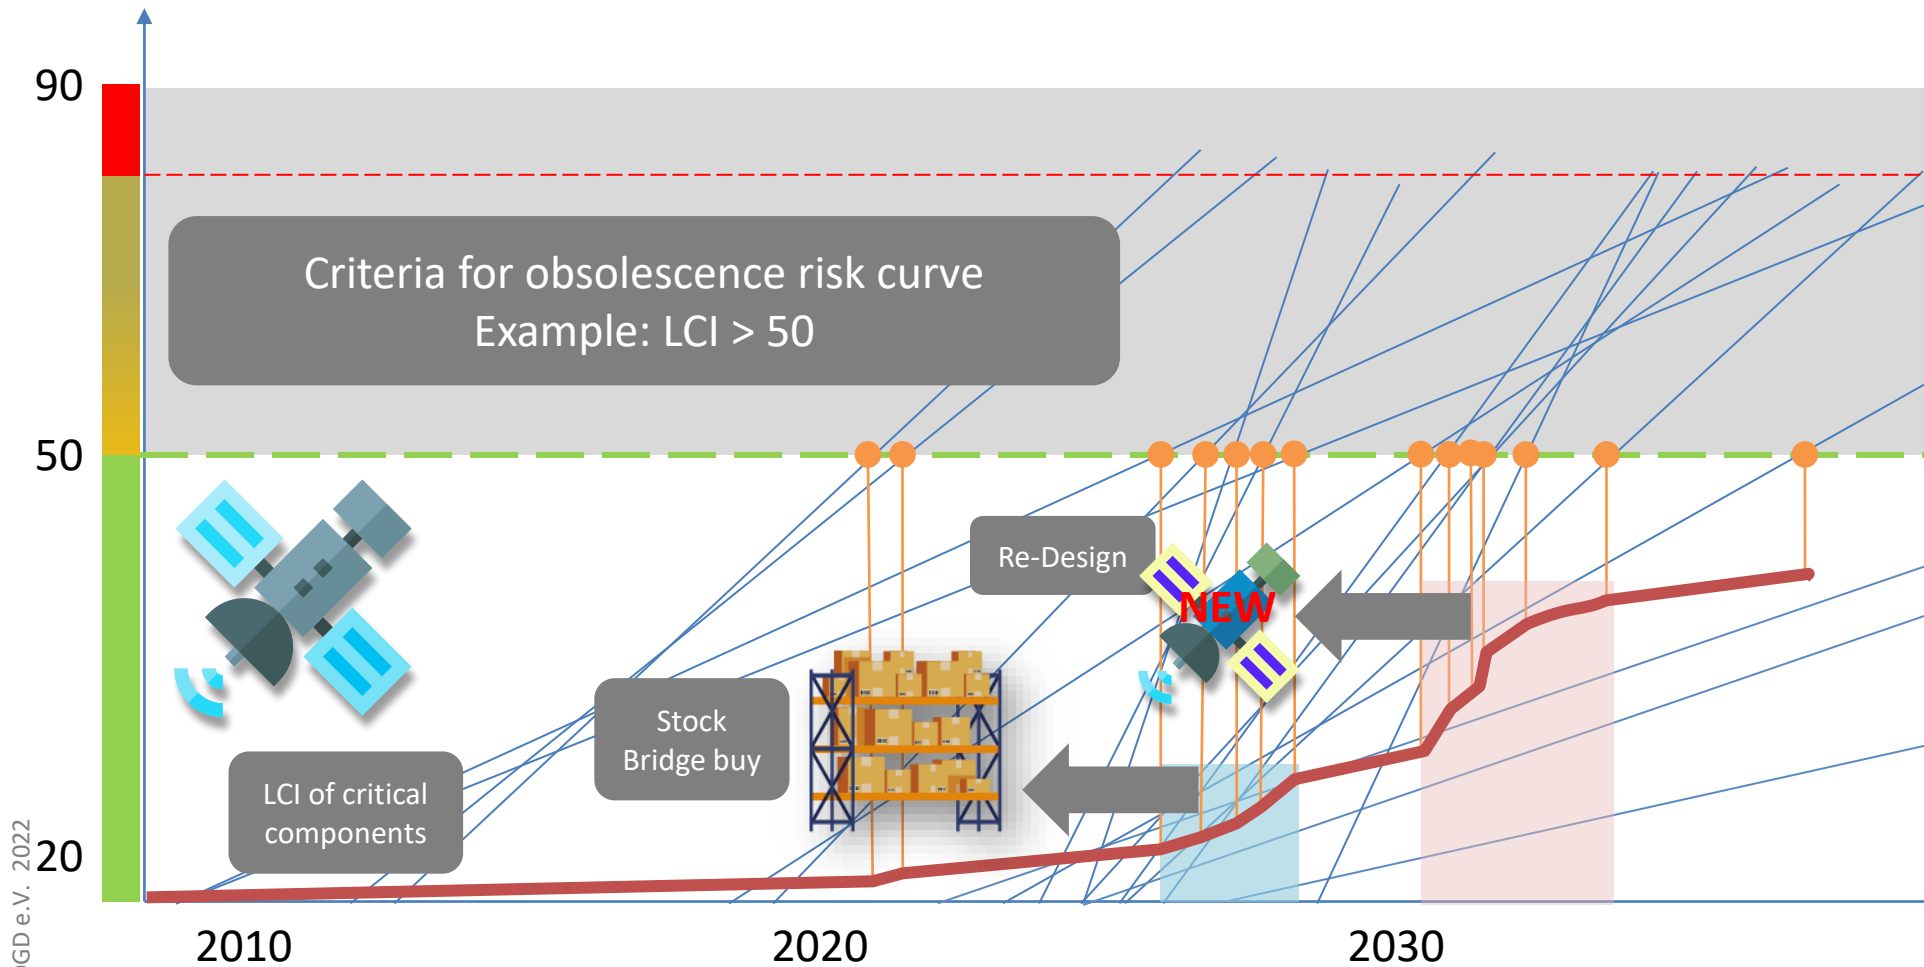 90
Criteria for obsolescence risk curve
Example: LCI > 50
50
Re-Design
NEW
Stock
Bridge buy
LCI of critical
components
20
e.V. 2022
2010
2020
2030